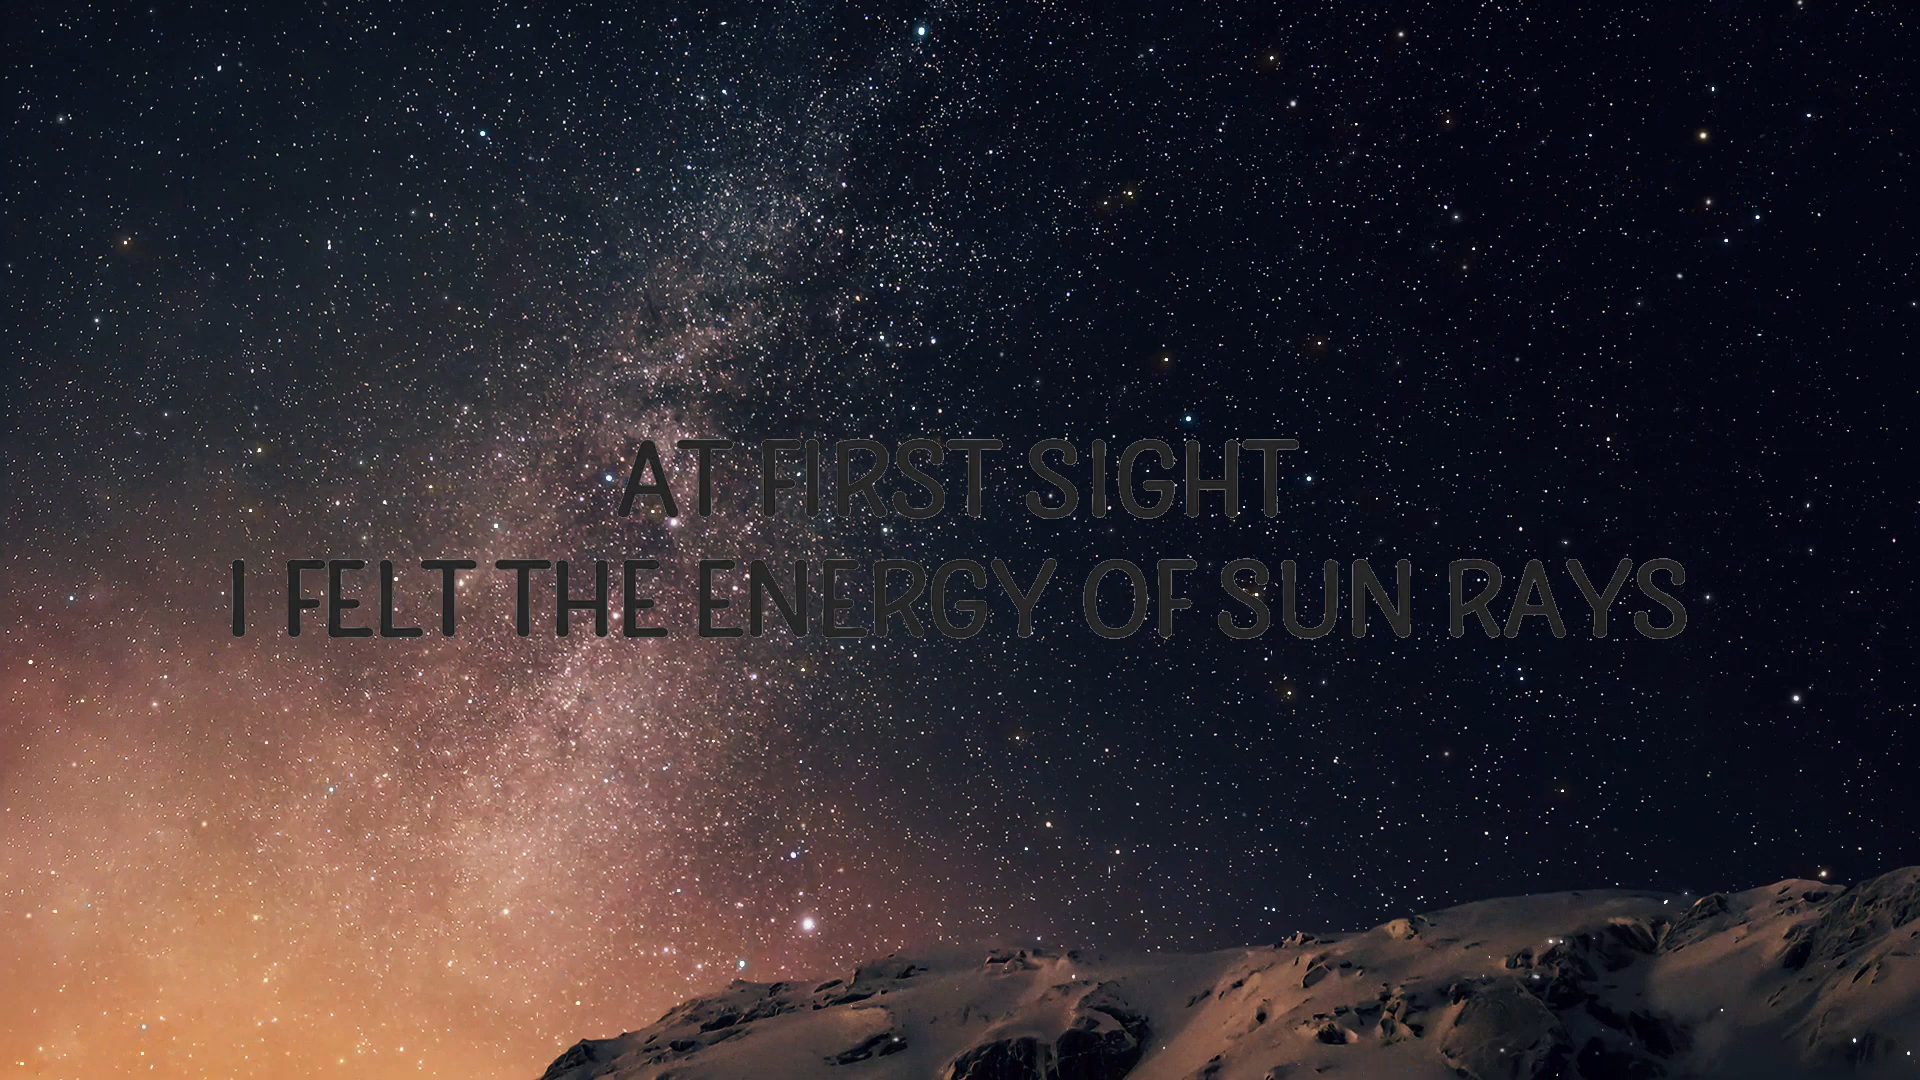 AT FIRST SIGHT
I FELT THE ENERGY OF SUN RAYS